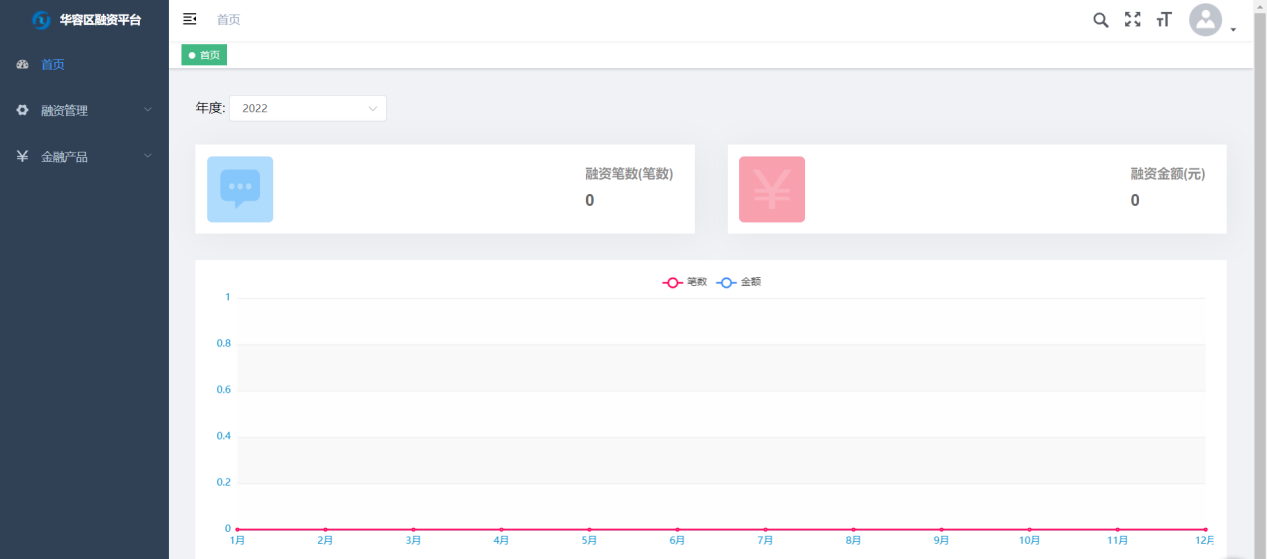 华容区融资平台
首页
首页
融资管理
金融产品
首页
年度: 2022
融资笔数(笔数)
0
融资金额(元)
0
笔数 金额
1
0.8
0.6
0.4
0.2
0
1月 2月 3月 4月 5月 6月 7月 8月 9月 10月 11月 12月